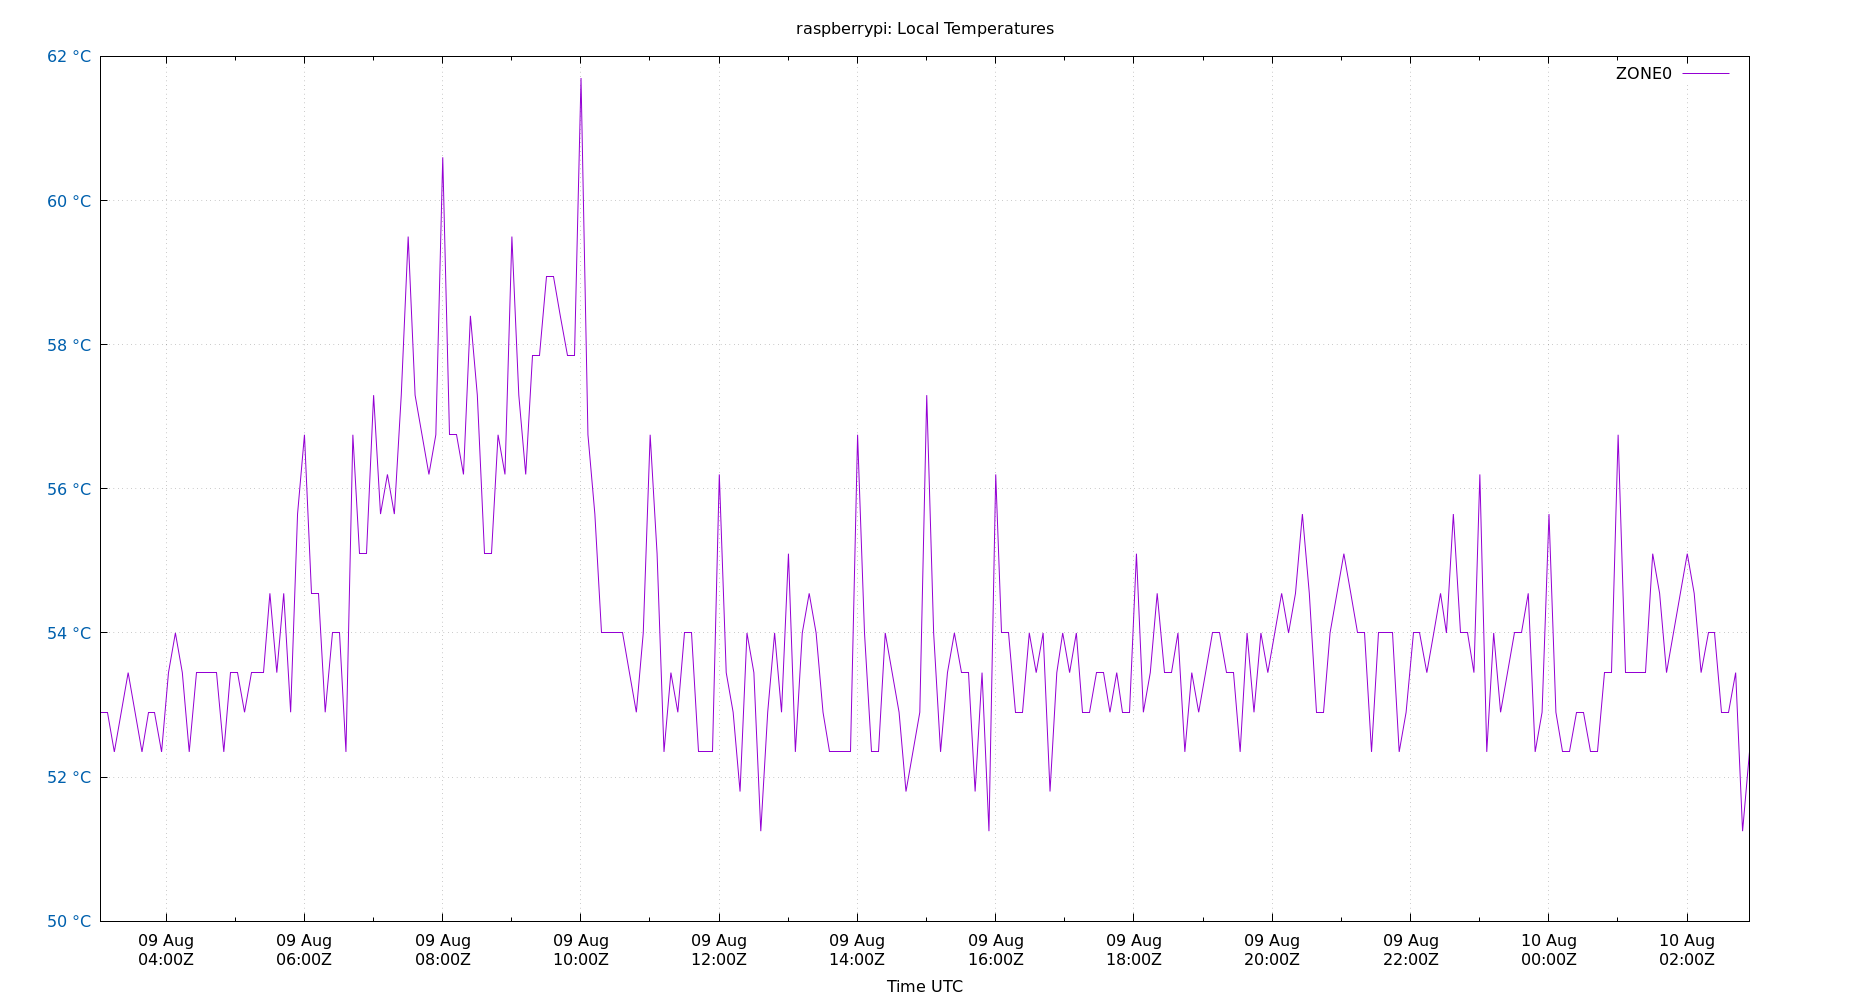 raspberrypi: Local Temperatures
62 °C
ZONE0
60 °C
58 °C
56 °C
54 °C
52 °C
50 °C
09 Aug 09 Aug 09 Aug 09 Aug 09 Aug 09 Aug 09 Aug 09 Aug 09 Aug 09 Aug 10 Aug 10 Aug
04:00Z 06:00Z 08:00Z 10:00Z 12:00Z 14:00Z 16:00Z 18:00Z 20:00Z 22:00Z 00:00Z 02:00Z
Time UTC